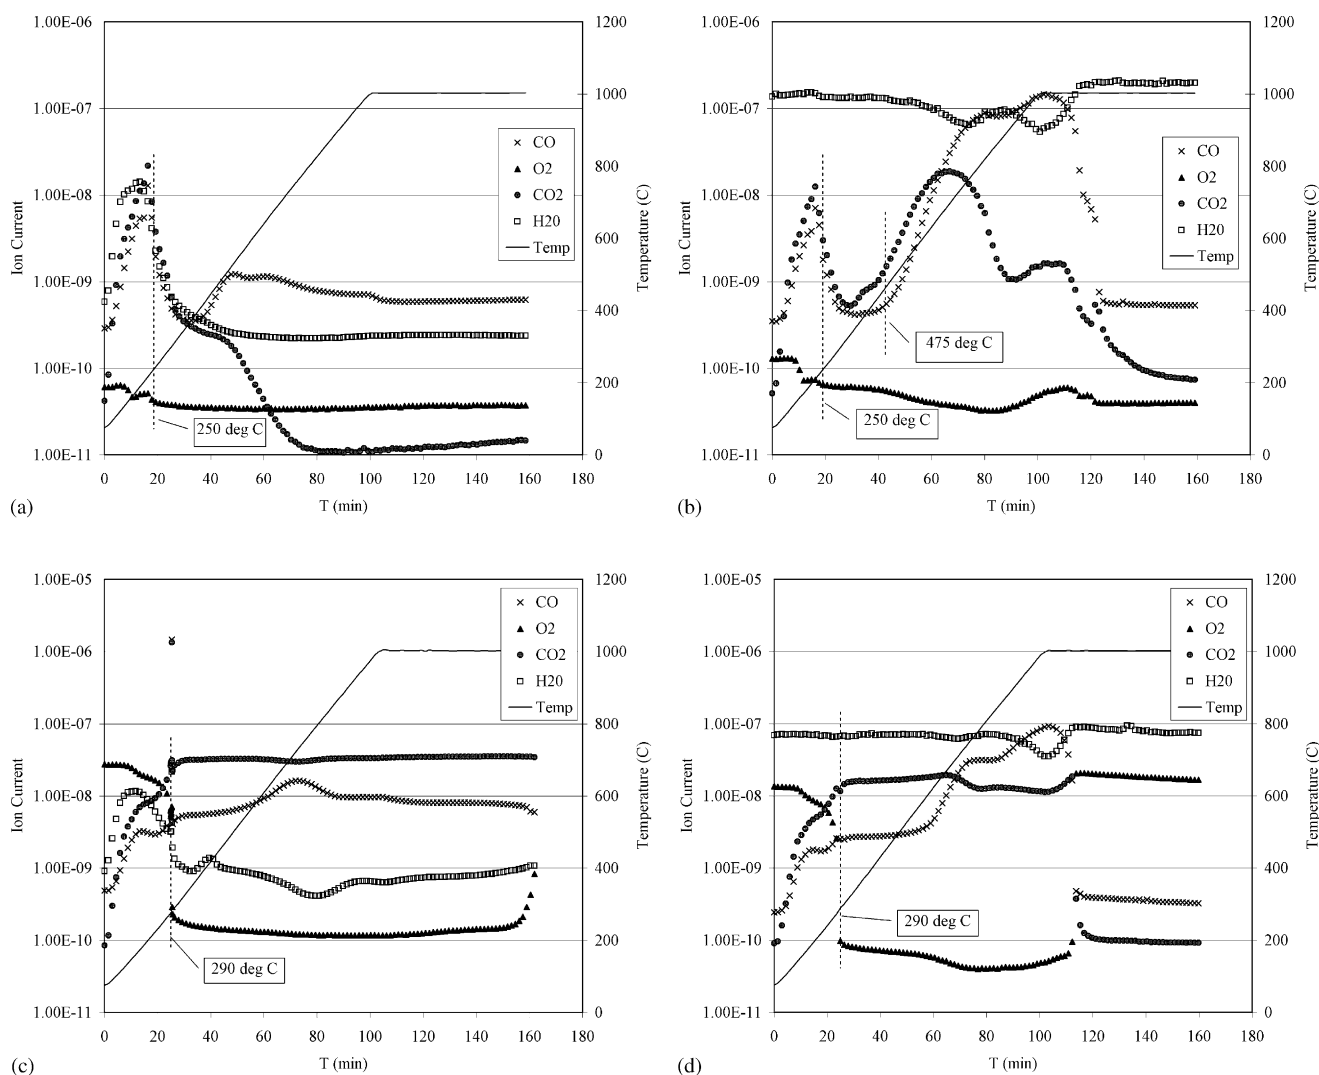 1.00E-06
1.00E-07
1.00E-08
1.00E-09
1.00E-10
1.00E-11
Ion Current
1200
1000
800
600
400
200
0
Temperature (C)
CO
O2
CO2
H20
Temp
250 deg C
0 20 40 60 80 100 120 140 160 180
T (min)
(a)
1.00E-06
1.00E-07
1.00E-08
1.00E-09
1.00E-10
1.00E-11
Ion Current
1200
1000
800
600
400
200
0
Temperature (C)
CO
O2
CO2
H20
Temp
475 deg C
250 deg C
0 20 40 60 80 100 120 140 160 180
T (min)
(b)
1.00E-05
1.00E-06
1.00E-07
1.00E-08
1.00E-09
1.00E-10
1.00E-11
Ion Current
1200
1000
800
600
400
200
0
Temperature (C)
CO
O2
CO2
H20
Temp
290 deg C
0 20 40 60 80 100 120 140 160 180
T (min)
(c)
1.00E-05
1.00E-06
1.00E-07
1.00E-08
1.00E-09
1.00E-10
1.00E-11
Ion Current
1200
1000
800
600
400
200
0
Temperature (C)
CO
O2
CO2
H20
Temp
290 deg C
0 20 40 60 80 100 120 140 160 180
T (min)
(d)